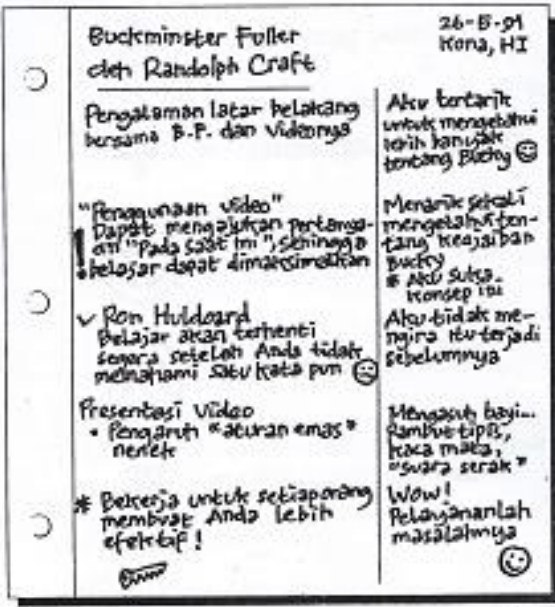 Buckminster Fuller
oleh Randolph Craft
26-5-91
Kona, HI
Pengalaman latar belakang
bersama B.F. dan Videonya
Aku tertarik
untuk mengetahui
lebih banyak
tentang Bucky
"Penggunaan video"
! Dapat mengajukan pertanya-
an "Pada saat ini", sehingga
belajar dapat dimaksimalkan
Menarik sekali
mengetahui ten-
tang keajaiban
Bucky
* Aku suka
konsep ini
✓ Ron Huldoard
Belajar akan terhenti
segera setelah Anda tidak
memahami satu kata pun
Aku tidak me-
ngira itu terjadi
sebelumnya
Presentasi Video
• Pengaruh "aturan emas"
nenek
Mengasuh bayi...
rambut tipis,
kaca mata,
"suara serak"
* Bekerja untuk setiap orang
membuat Anda lebih
efektif!
Wow!
Pelayananlah
masalahnya